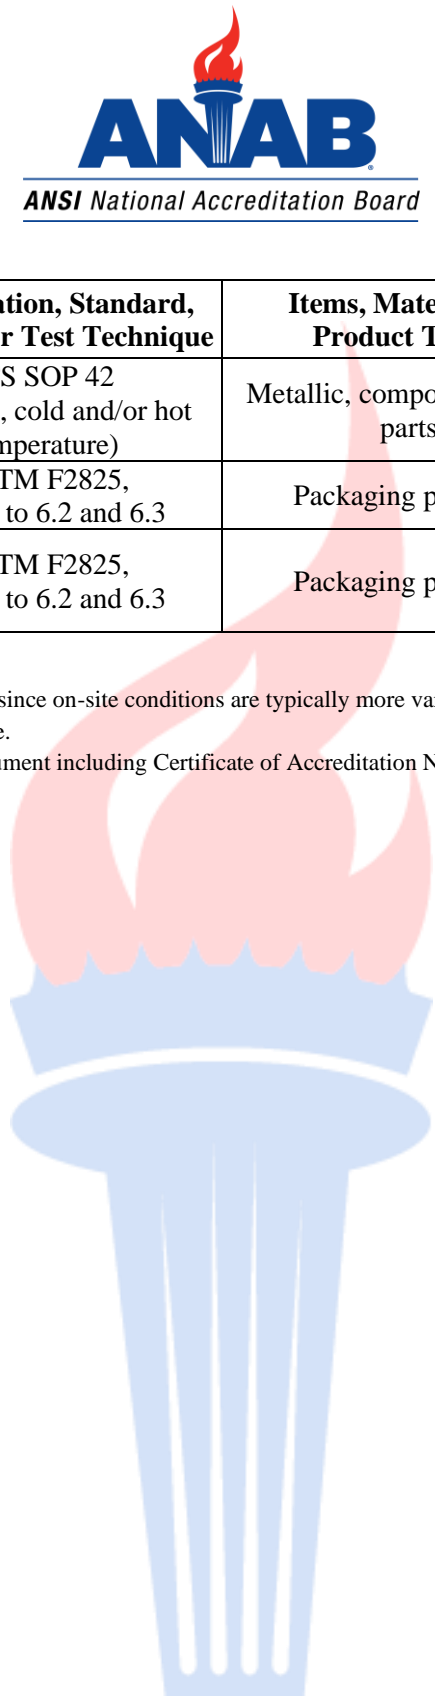 ANAB
ANSI National Accreditation Board
ation, Standard,
r Test Technique
Items, Mate
Product T
S SOP 42
, cold and/or hot
mperature)
Metallic, compo
parts
TM F2825,
to 6.2 and 6.3
Packaging p
TM F2825,
to 6.2 and 6.3
Packaging p
since on-site conditions are typically more va
e.
ument including Certificate of Accreditation N